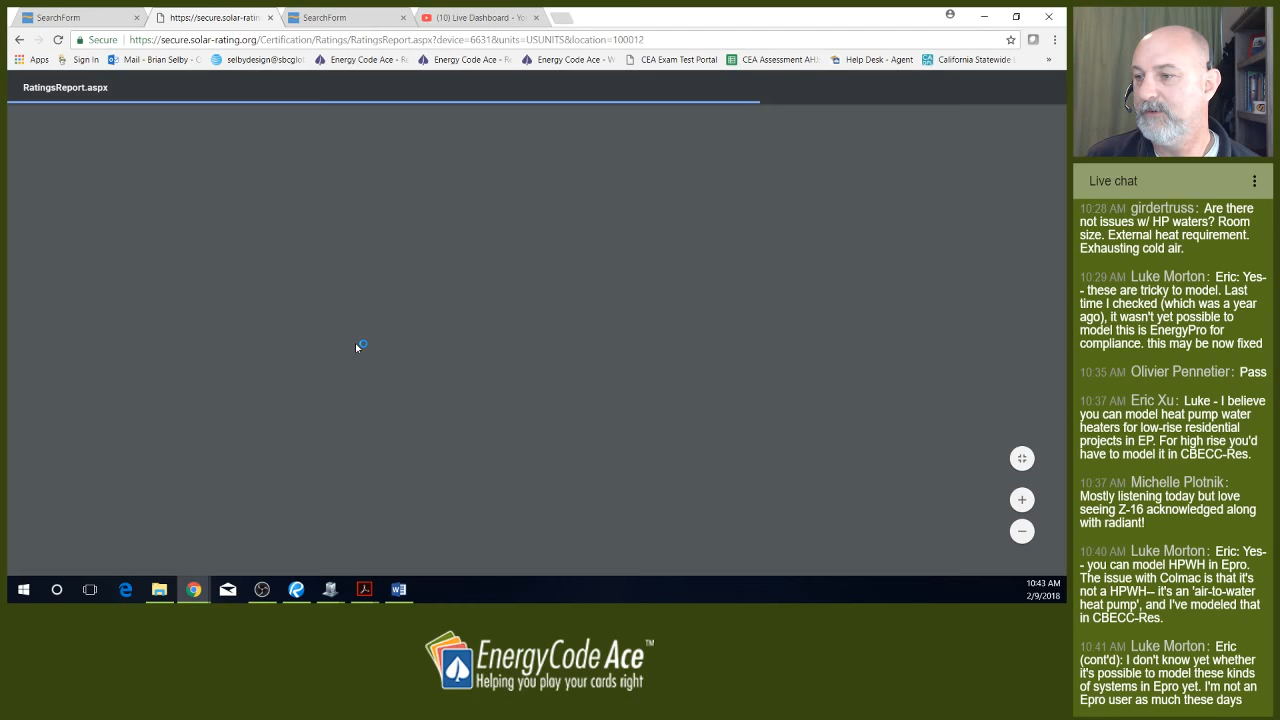 SearchForm
https://secure.solar-ratin
SearchForm
(10) Live Dashboard - Yo
Secure
https://secure.solar-rating.org/Certification/Ratings/RatingsReport.aspx?device=6631&units=USUNITS&location=100012
Apps
Sign In
Mail - Brian Selby -
selbydesign@sbcglo
Energy Code Ace - Re
Energy Code Ace - Re
Energy Code Ace - W
CEA Exam Test Portal
CEA Assessment AHJ
Help Desk - Agent
California Statewide
»
RatingsReport.aspx
10:43 AM
2/9/2018
EnergyCode Ace™
Helping you play your cards right
Live chat
10:28 AM girdertruss: Are there
not issues w/ HP waters? Room
size. External heat requirement.
Exhausting cold air.
10:29 AM Luke Morton: Eric: Yes-
- these are tricky to model. Last
time I checked (which was a year
ago), it wasn't yet possible to
model this is EnergyPro for
compliance. this may be now fixed
10:35 AM Olivier Pennetier: Pass
10:37 AM Eric Xu: Luke - I believe
you can model heat pump water
heaters for low-rise residential
projects in EP. For high rise you'd
have to model it in CBECC-Res.
10:37 AM Michelle Plotnik:
Mostly listening today but love
seeing Z-16 acknowledged along
with radiant!
10:40 AM Luke Morton: Eric: Yes-
- you can model HPWH in Epro.
The issue with Colmac is that it's
not a HPWH-- it's an 'air-to-water
heat pump', and I've modeled that
in CBECC-Res.
10:41 AM Luke Morton: Eric
(cont'd): I don't know yet whether
it's possible to model these kinds
of systems in Epro yet. I'm not an
Epro user as much these days